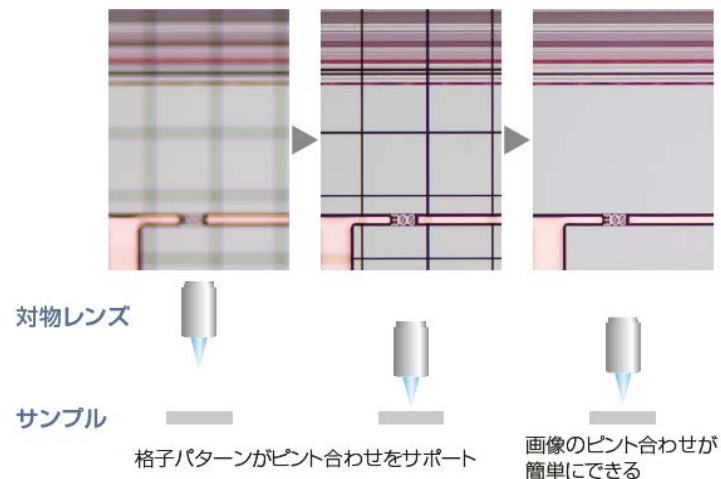 対物レンズ
サンプル
格子パターンがピント合わせをサポート
画像のピント合わせが
簡単にできる